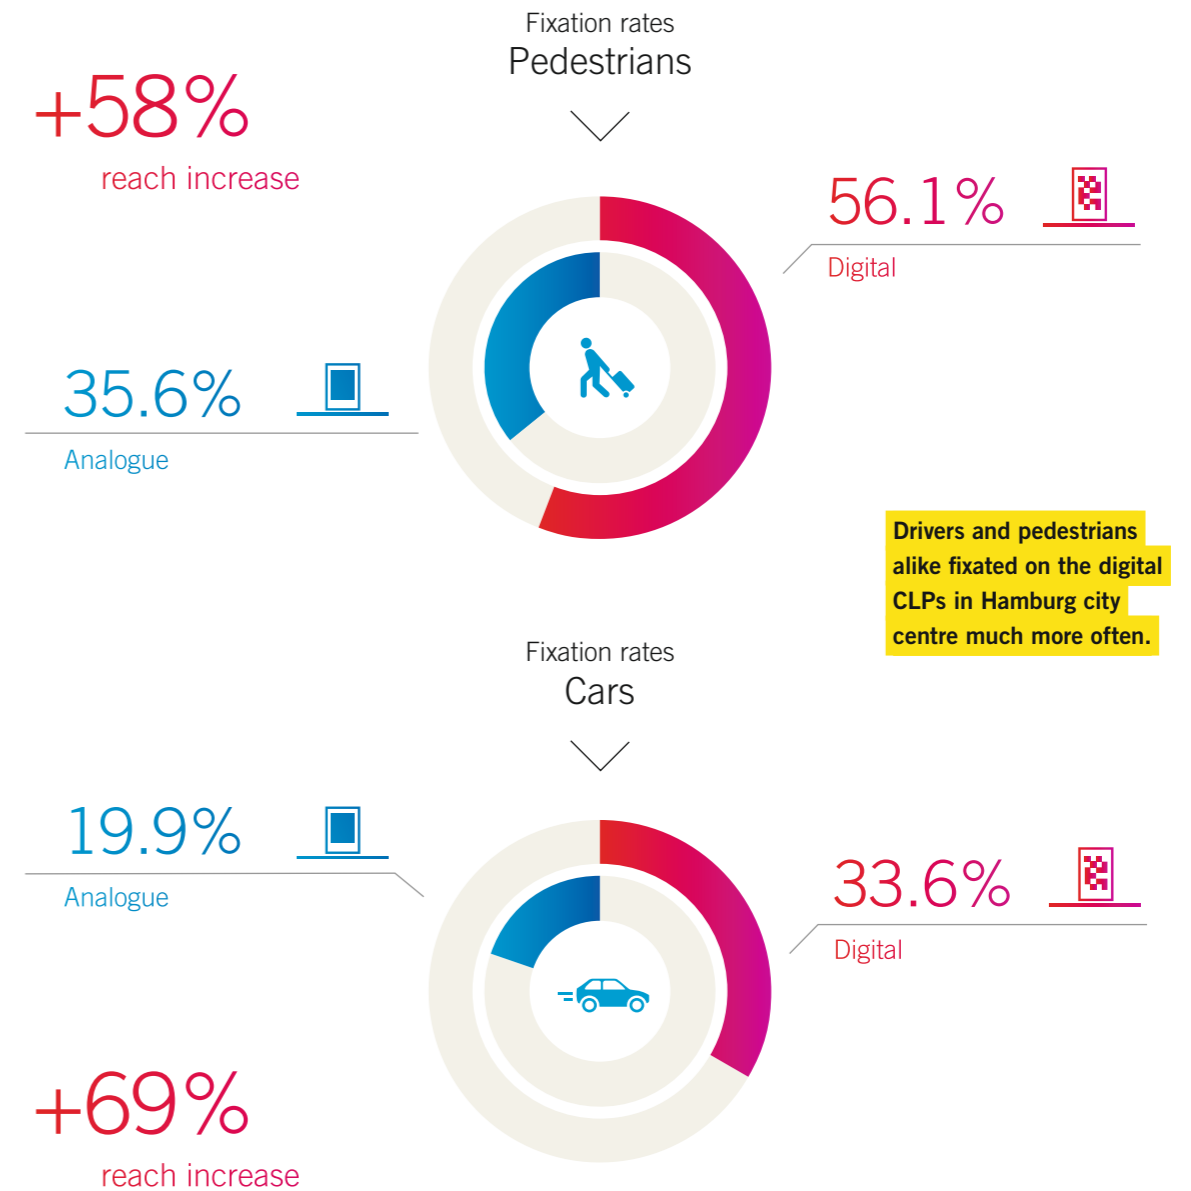 Fixation rates
Pedestrians
+58%
reach increase
56.1%
Digital
35.6%
Analogue
Drivers and pedestrians
alike fixated on the digital
CLPs in Hamburg city
centre much more often.
Fixation rates
Cars
19.9%
Analogue
33.6%
Digital
+69%
reach increase